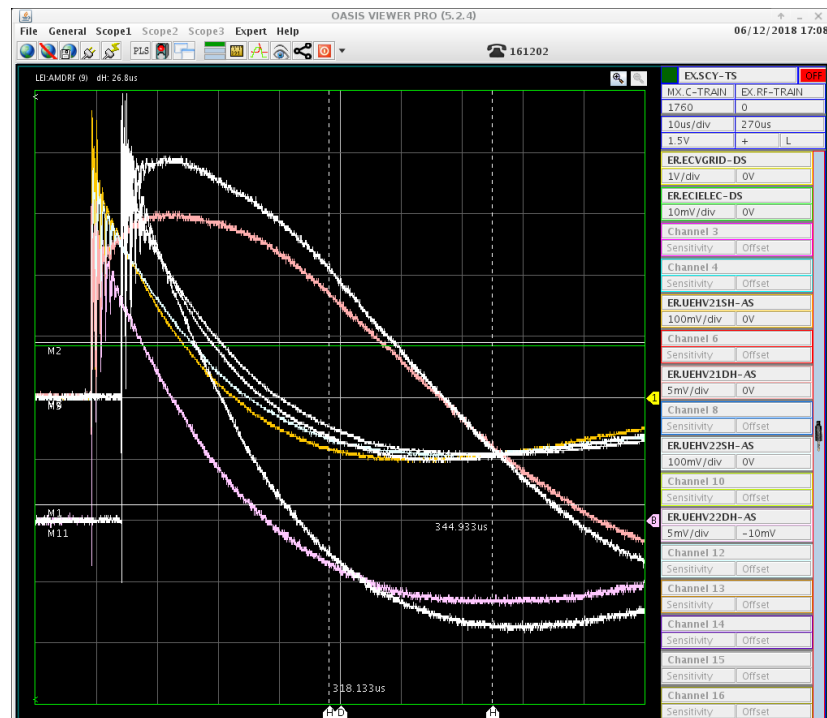 OASIS VIEWER PRO (5.2.4)
File General Scope1 Scope2 Scope3 Expert Help
06/12/2018 17:08
PLS
161202
LEI:AMDRF (9) dH: 26.8us
M2
M1
M11
344.933us
318.133us
H D
H
1
B
EX.SCY-TS OFF
MX.C-TRAIN EX.RF-TRAIN
1760 0
10us/div 270us
1.5V + L
ER.ECVGRID-DS
1V/div 0V
ER.ECIELEC-DS
10mV/div 0V
Channel 3
Sensitivity Offset
Channel 4
Sensitivity Offset
ER.UEHV21SH-AS
100mV/div 0V
Channel 6
Sensitivity Offset
ER.UEHV21DH-AS
5mV/div 0V
Channel 8
Sensitivity Offset
ER.UEHV22SH-AS
100mV/div 0V
Channel 10
Sensitivity Offset
ER.UEHV22DH-AS
5mV/div -10mV
Channel 12
Sensitivity Offset
Channel 13
Sensitivity Offset
Channel 14
Sensitivity Offset
Channel 15
Sensitivity Offset
Channel 16
Sensitivity Offset